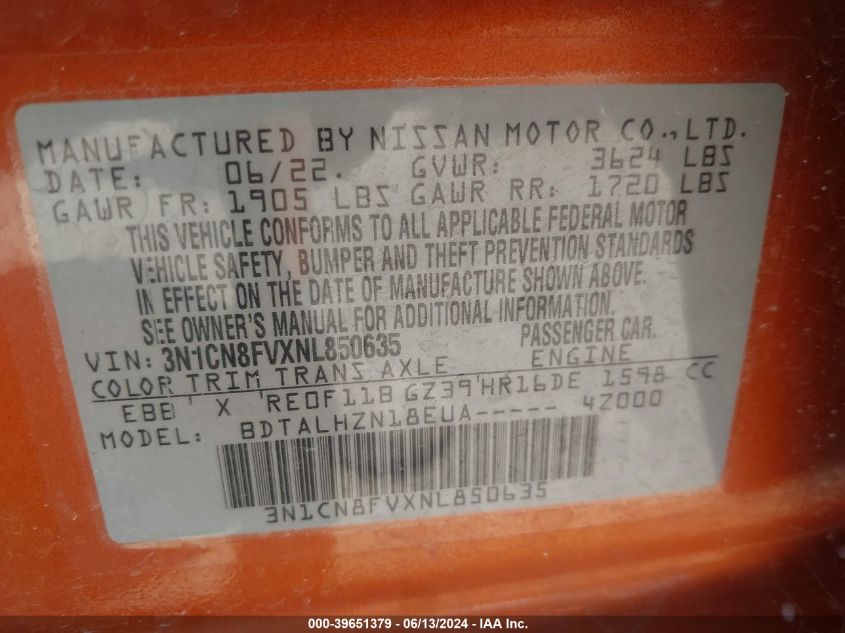 MANUFACTURED BY NISSAN MOTOR CO., LTD.
DATE: 06/22. GVWR: 3624 LBS
GAWR FR: 1905 LBS GAWR RR: 1720 LBS
THIS VEHICLE CONFORMS TO ALL APPLICABLE FEDERAL MOTOR
VEHICLE SAFETY, BUMPER AND THEFT PREVENTION STANDARDS
IN EFFECT ON THE DATE OF MANUFACTURE SHOWN ABOVE.
SEE OWNER'S MANUAL FOR ADDITIONAL INFORMATION.
VIN: 3N1CN8FVXNL850635 PASSENGER CAR.
COLOR TRIM TRANS AXLE ENGINE
EBB X RE0F11B GZ39 HR16DE 1598 CC
MODEL: BDTALHZN18EUA----- 4Z000
3N1CN8FVXNL850635
000-39651379 - 06/13/2024 - IAA Inc.